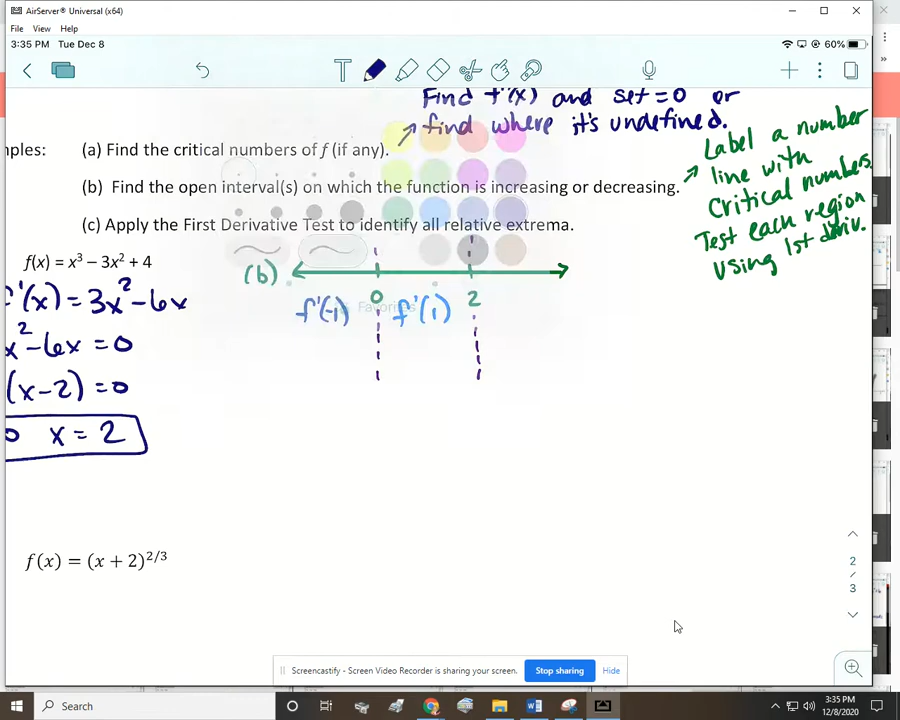 AirServer® Universal (x64)
File View Help
3:35 PM Tue Dec 8
60%
Find f'(x) and set = 0 or
find where it's undefined.
mples: (a) Find the critical numbers of f (if any).
(b) Find the open interval(s) on which the function is increasing or decreasing.
(c) Apply the First Derivative Test to identify all relative extrema.
Label a number
line with
Critical numbers.
Test each region
using 1st deriv.
f(x) = x³ − 3x² + 4
f'(x) = 3x² − 6x
x² − 6x = 0
(x − 2) = 0
0 x = 2
(b)
0 2
f'(-1) f'(1)
Favorites
f(x) = (x + 2)^{2/3}
2
/
3
Screencastify - Screen Video Recorder is sharing your screen. Stop sharing Hide
Search
3:35 PM
12/8/2020